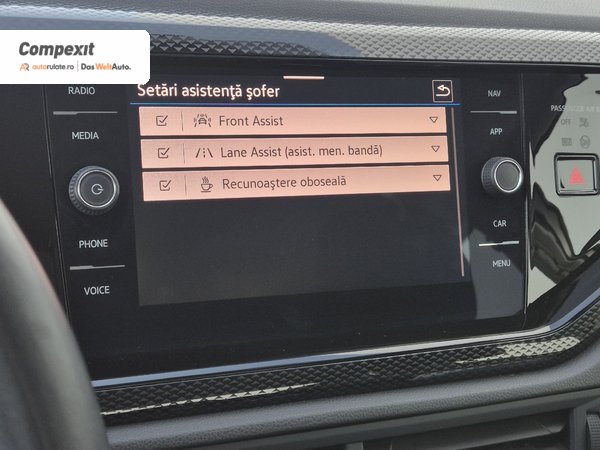 Compexit
autorulate.ro | Das WeltAuto.
RADIO
MEDIA
PHONE
VOICE
Setări asistenţă şofer
Front Assist
Lane Assist (asist. men. bandă)
Recunoaştere oboseală
NAV
APP
CAR
MENU
PASSENGER AIR B
OFF